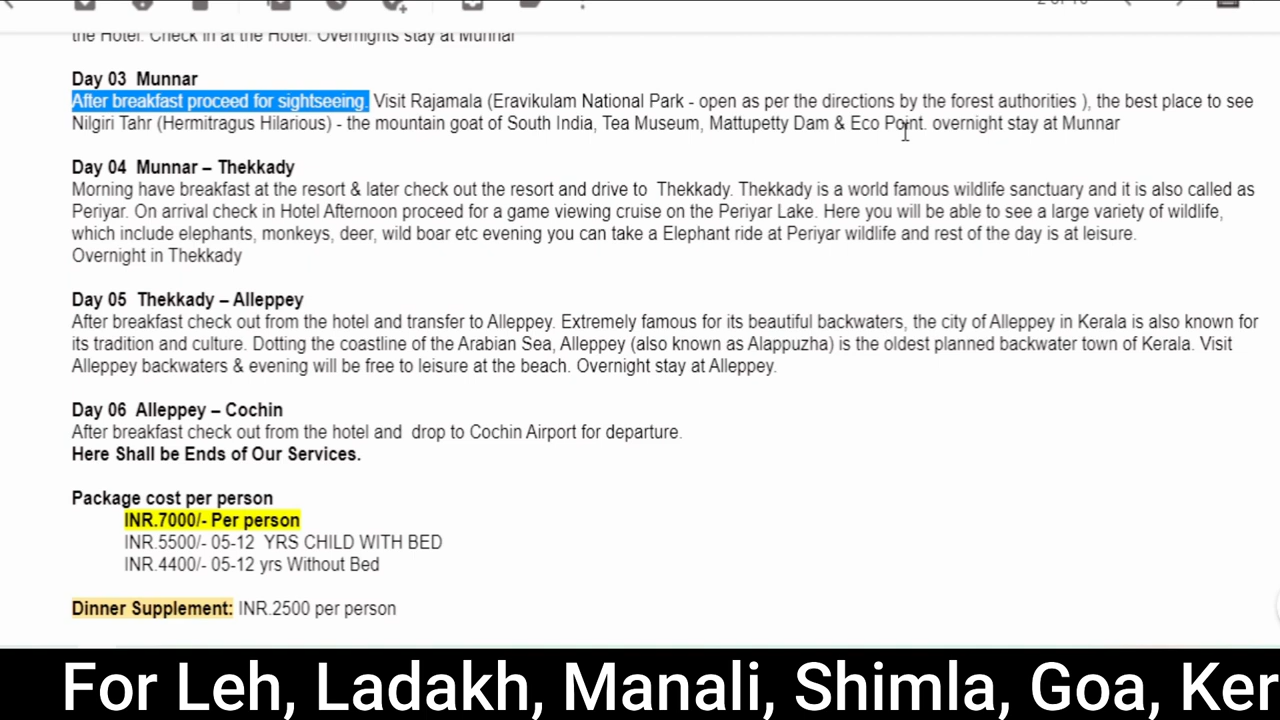 the Hotel. Check in at the Hotel. Overnights stay at Munnar
Day 03  Munnar
After breakfast proceed for sightseeing. Visit Rajamala (Eravikulam National Park - open as per the directions by the forest authorities ), the best place to see
Nilgiri Tahr (Hermitragus Hilarious) - the mountain goat of South India, Tea Museum, Mattupetty Dam & Eco Point. overnight stay at Munnar
Day 04  Munnar – Thekkady
Morning have breakfast at the resort & later check out the resort and drive to  Thekkady. Thekkady is a world famous wildlife sanctuary and it is also called as
Periyar. On arrival check in Hotel Afternoon proceed for a game viewing cruise on the Periyar Lake. Here you will be able to see a large variety of wildlife,
which include elephants, monkeys, deer, wild boar etc evening you can take a Elephant ride at Periyar wildlife and rest of the day is at leisure.
Overnight in Thekkady
Day 05  Thekkady – Alleppey
After breakfast check out from the hotel and transfer to Alleppey. Extremely famous for its beautiful backwaters, the city of Alleppey in Kerala is also known for
its tradition and culture. Dotting the coastline of the Arabian Sea, Alleppey (also known as Alappuzha) is the oldest planned backwater town of Kerala. Visit
Alleppey backwaters & evening will be free to leisure at the beach. Overnight stay at Alleppey.
Day 06  Alleppey – Cochin
After breakfast check out from the hotel and  drop to Cochin Airport for departure.
Here Shall be Ends of Our Services.
Package cost per person
INR.7000/- Per person
INR.5500/- 05-12  YRS CHILD WITH BED
INR.4400/- 05-12 yrs Without Bed
Dinner Supplement: INR.2500 per person
For Leh, Ladakh, Manali, Shimla, Goa, Ker